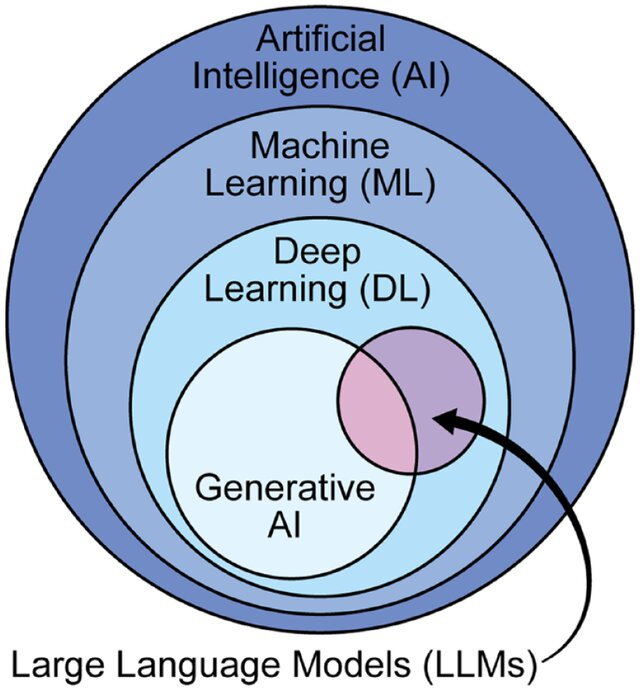 Artificial
Intelligence (AI)
Machine
Learning (ML)
Deep
Learning (DL)
Generative
AI
Large Language Models (LLMs)